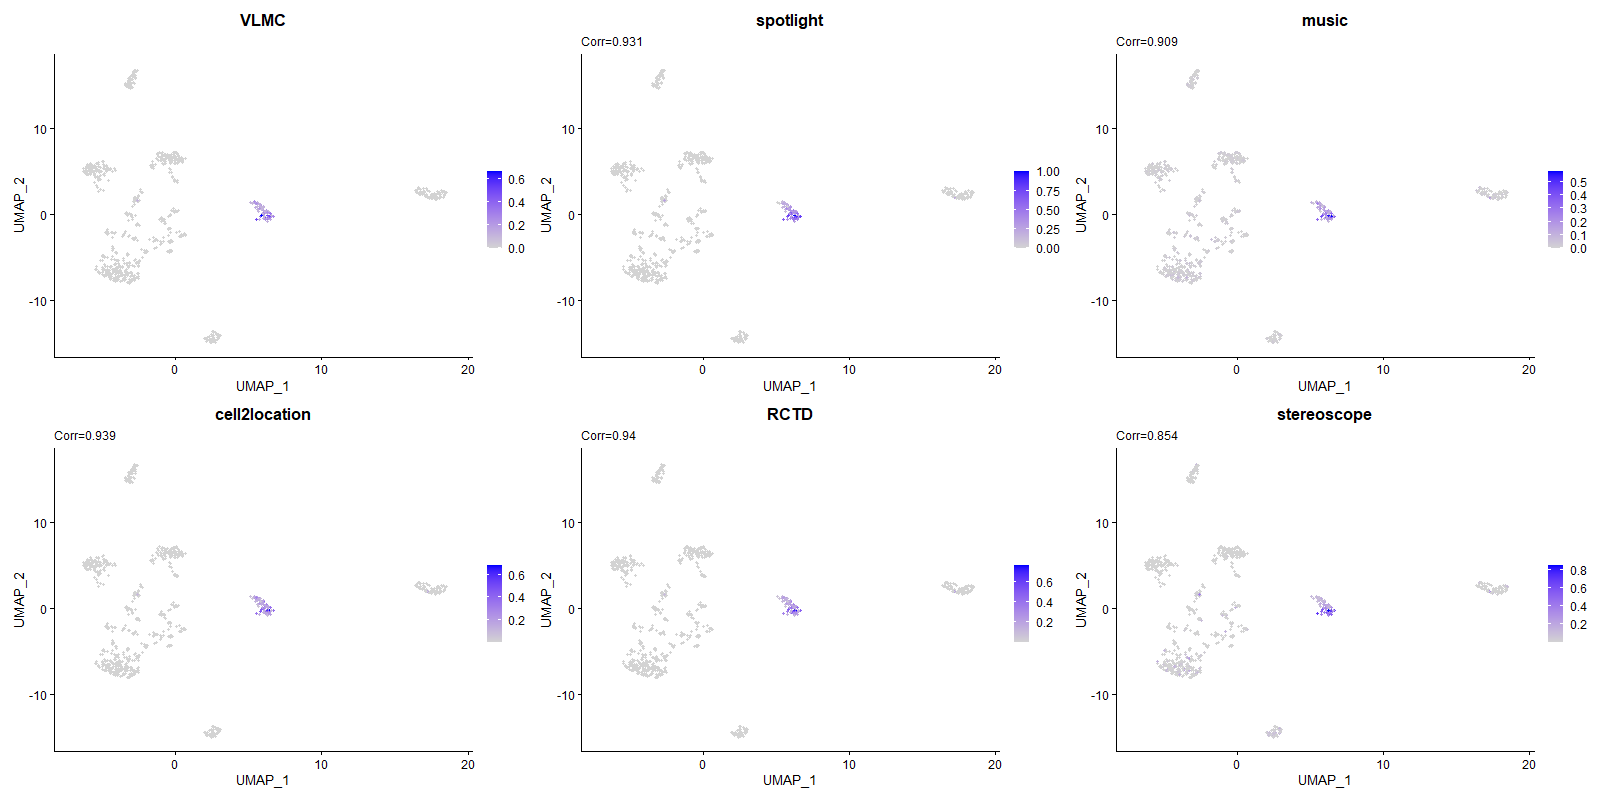 VLMC
UMAP_2
10
0
-10
0
10
20
UMAP_1
0.6
0.4
0.2
0.0
spotlight
Corr=0.931
UMAP_2
10
0
-10
0
10
20
UMAP_1
1.00
0.75
0.50
0.25
0.00
music
Corr=0.909
UMAP_2
10
0
-10
0
10
20
UMAP_1
0.5
0.4
0.3
0.2
0.1
0.0
cell2location
Corr=0.939
UMAP_2
10
0
-10
0
10
20
UMAP_1
0.6
0.4
0.2
RCTD
Corr=0.94
UMAP_2
10
0
-10
0
10
20
UMAP_1
0.6
0.4
0.2
stereoscope
Corr=0.854
UMAP_2
10
0
-10
0
10
20
UMAP_1
0.8
0.6
0.4
0.2